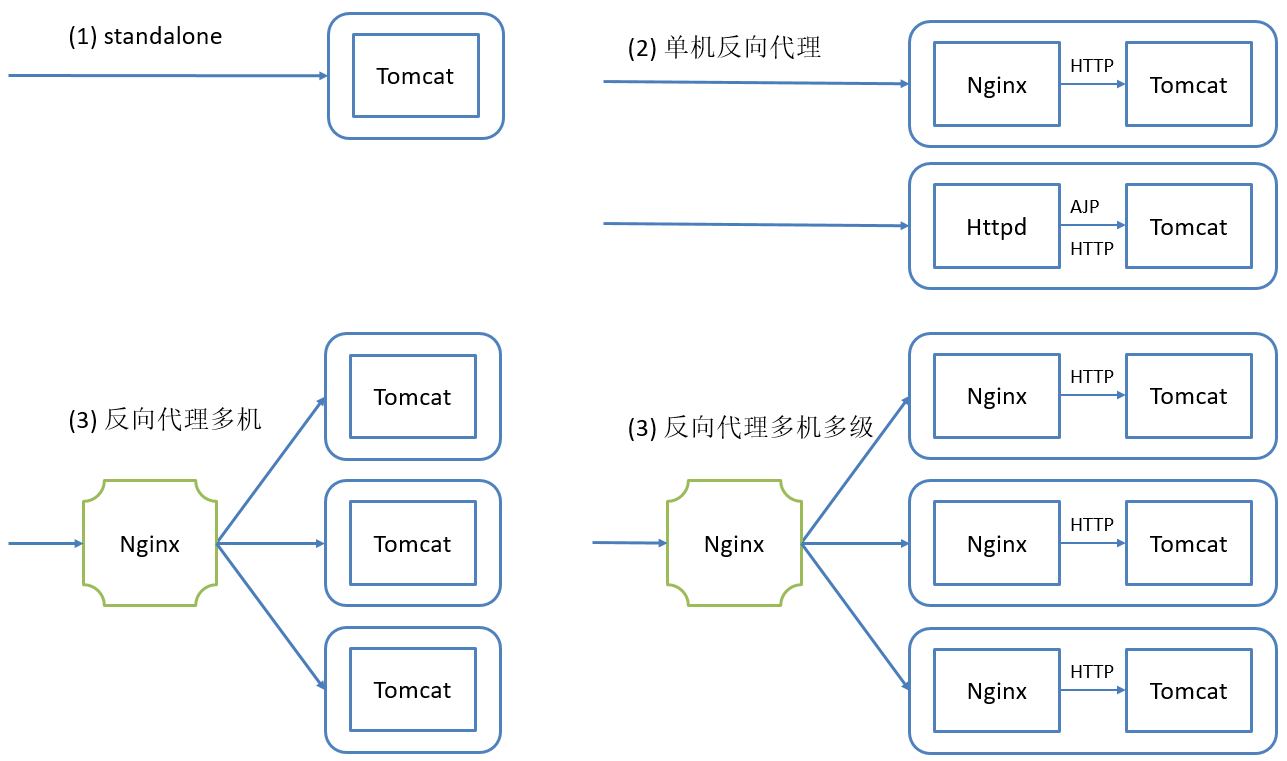 (1) standalone
Tomcat
(2) 单机反向代理
Nginx
HTTP
Tomcat
Httpd
AJP
HTTP
Tomcat
(3) 反向代理多机
Nginx
Tomcat
Tomcat
Tomcat
(3) 反向代理多机多级
Nginx
Nginx
HTTP
Tomcat
Nginx
HTTP
Tomcat
Nginx
HTTP
Tomcat